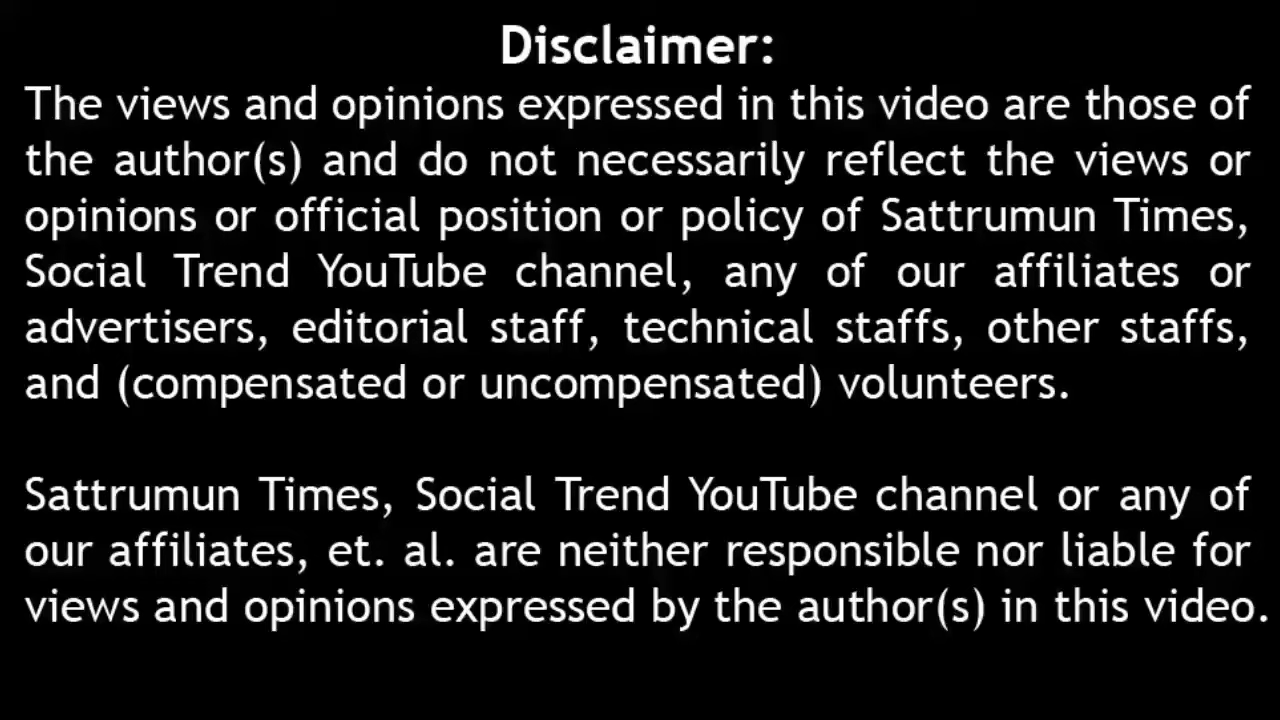 Disclaimer:
The views and opinions expressed in this video are those of
the author(s) and do not necessarily reflect the views or
opinions or official position or policy of Sattrumun Times,
Social Trend YouTube channel, any of our affiliates or
advertisers, editorial staff, technical staffs, other staffs,
and (compensated or uncompensated) volunteers.
Sattrumun Times, Social Trend YouTube channel or any of
our affiliates, et. al. are neither responsible nor liable for
views and opinions expressed by the author(s) in this video.